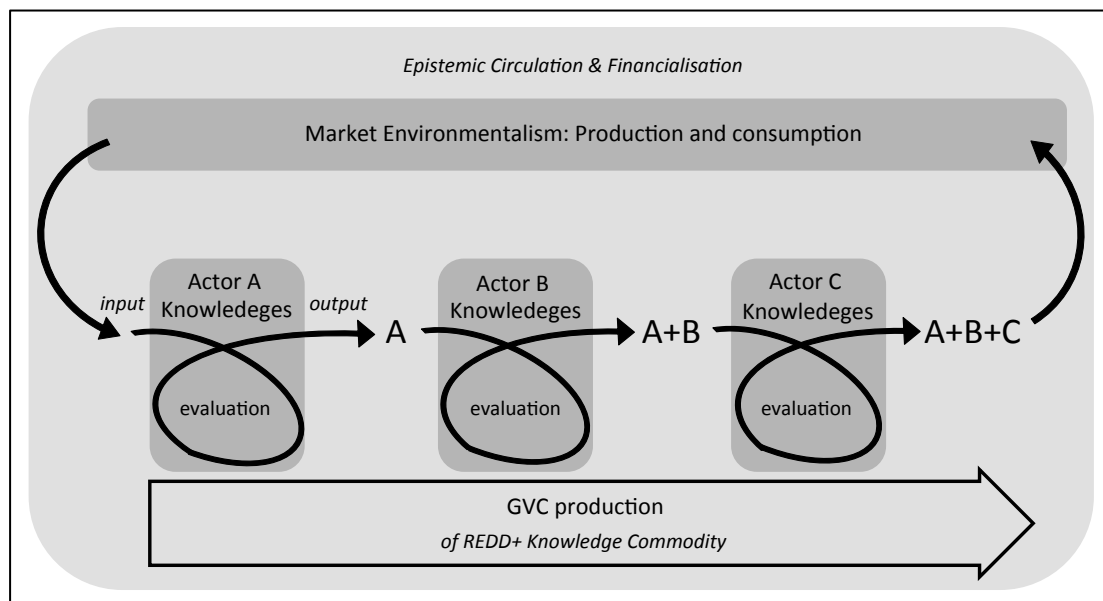 Epistemic Circulation & Financialisation
Market Environmentalism: Production and consumption
input
Actor A
Knowledeges
output
A
evaluation
Actor B
Knowledeges
A+B
evaluation
Actor C
Knowledeges
A+B+C
evaluation
GVC production
of REDD+ Knowledge Commodity